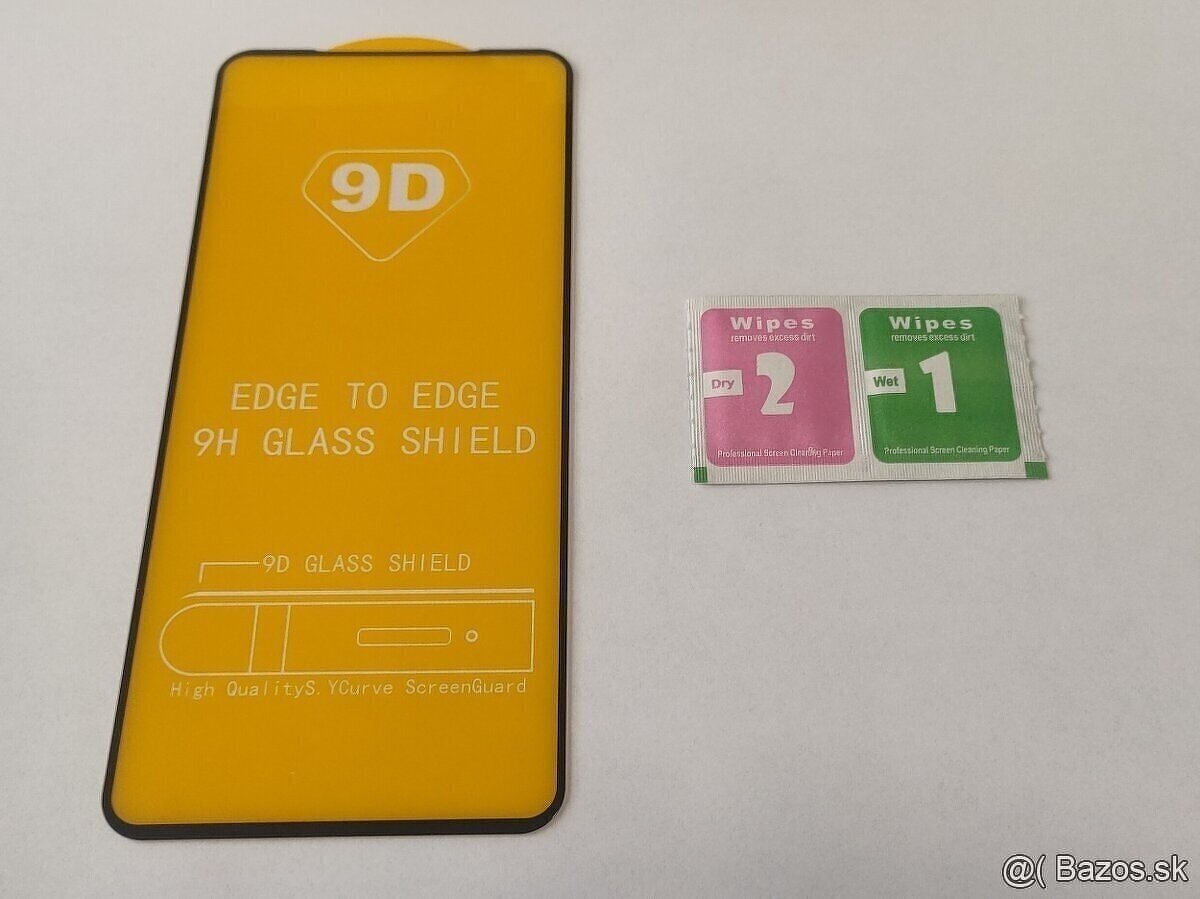 9D
EDGE TO EDGE
9H GLASS SHIELD
9D GLASS SHIELD
High QualityS.YCurve ScreenGuard
Wipes
removes excess dirt
Dry
2
Professional Screen Cleaning Paper
Wipes
removes excess dirt
Wet
1
Professional Screen Cleaning Paper
@( Bazos.sk